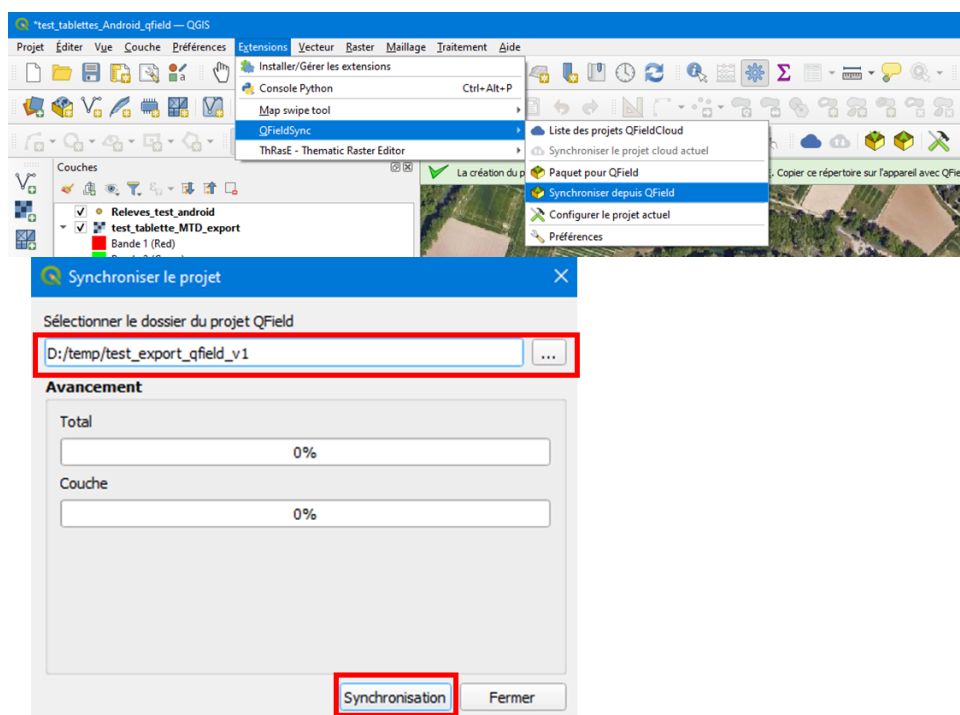 *test_tablettes_Android_qfield — QGIS
Projet Éditer Vue Couche Préférences Extensions Vecteur Raster Maillage Traitement Aide
Installer/Gérer les extensions
Console Python Ctrl+Alt+P
Map swipe tool
QFieldSync
ThRasE - Thematic Raster Editor
Liste des projets QFieldCloud
Synchroniser le projet cloud actuel
Paquet pour QField
Synchroniser depuis QField
Configurer le projet actuel
Préférences
Couches
La création du p
. Copier ce répertoire sur l'appareil avec QFie
Releves_test_android
test_tablette_MTD_export
Bande 1 (Red)
Synchroniser le projet
Sélectionner le dossier du projet QField
D:/temp/test_export_qfield_v1
...
Avancement
Total
0%
Couche
0%
Synchronisation Fermer